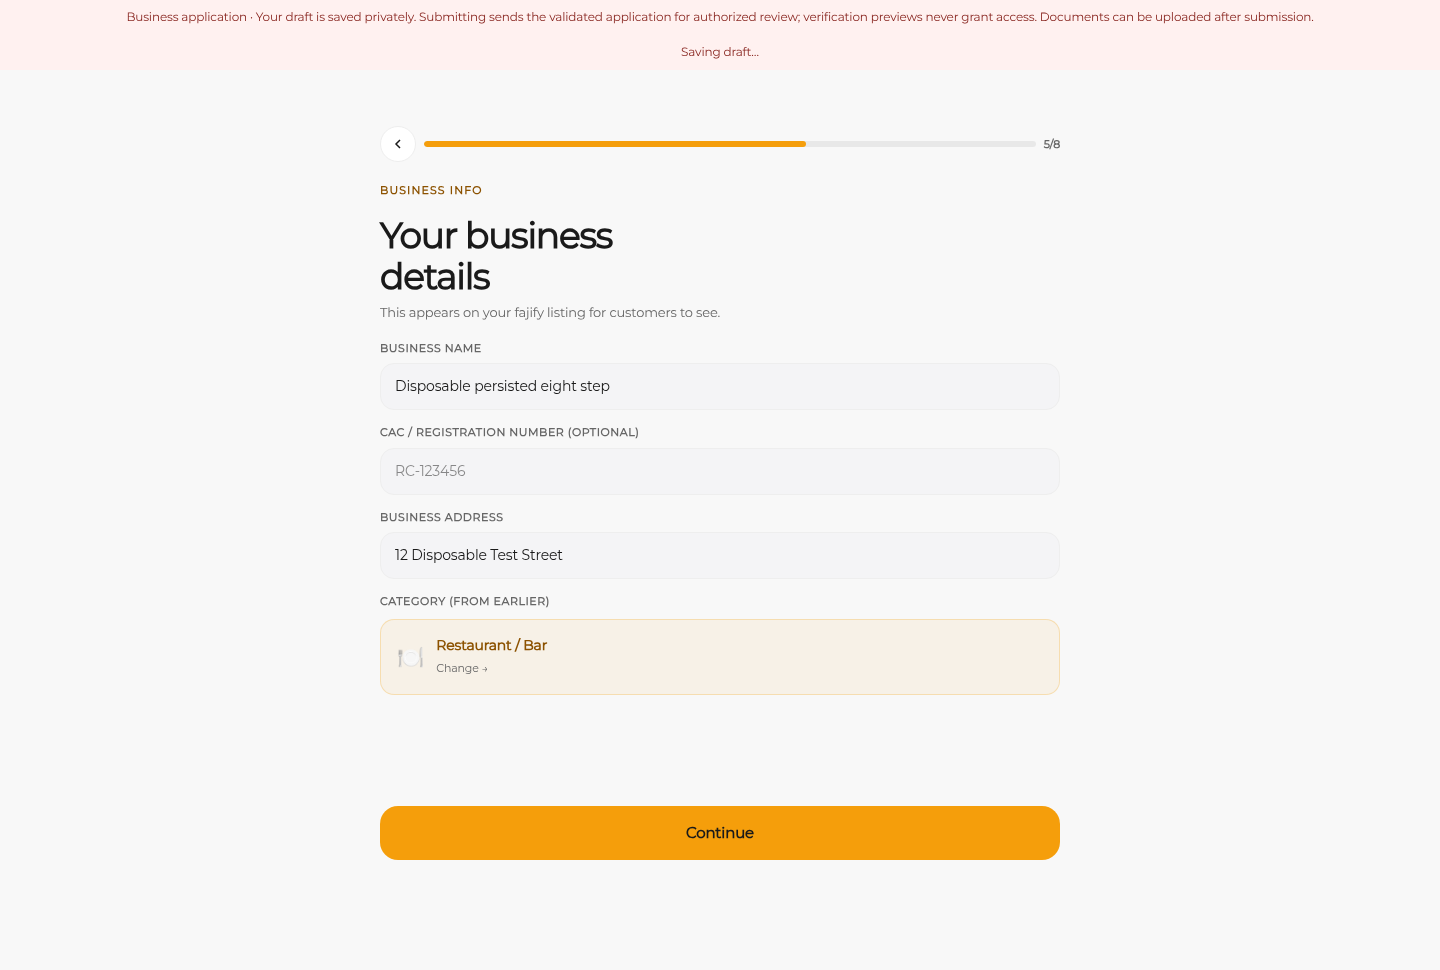 Business application · Your draft is saved privately. Submitting sends the validated application for authorized review; verification previews never grant access. Documents can be uploaded after submission.
Saving draft...
5/8
BUSINESS INFO
Your business
details
This appears on your fajify listing for customers to see.
BUSINESS NAME
Disposable persisted eight step
CAC / REGISTRATION NUMBER (OPTIONAL)
RC-123456
BUSINESS ADDRESS
12 Disposable Test Street
CATEGORY (FROM EARLIER)
Restaurant / Bar
Change →
Continue